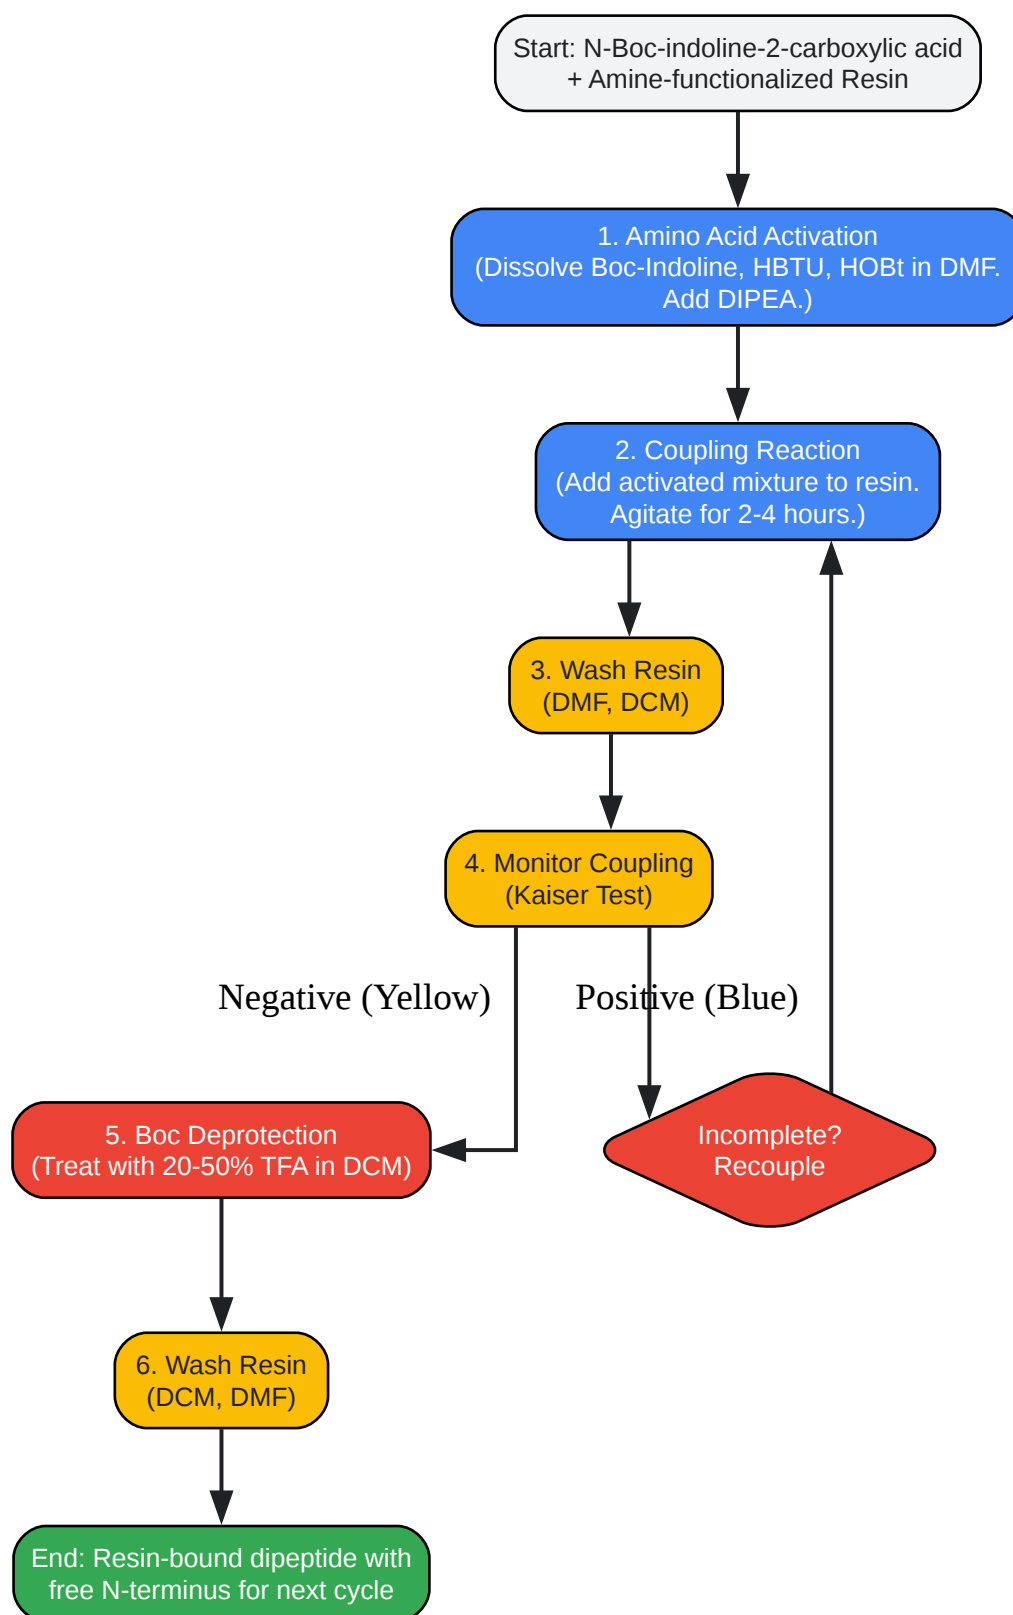 Start: N-Boc-indoline-2-carboxylic acid
+ Amine-functionalized Resin
1. Amino Acid Activation
(Dissolve Boc-Indoline, HBTU, HOBt in DMF.
Add DIPEA.)
2. Coupling Reaction
(Add activated mixture to resin.
Agitate for 2-4 hours.)
3. Wash Resin
(DMF, DCM)
4. Monitor Coupling
(Kaiser Test)
Negative (Yellow)
Positive (Blue)
5. Boc Deprotection
(Treat with 20-50% TFA in DCM)
Incomplete?
Recouple
6. Wash Resin
(DCM, DMF)
End: Resin-bound dipeptide with
free N-terminus for next cycle